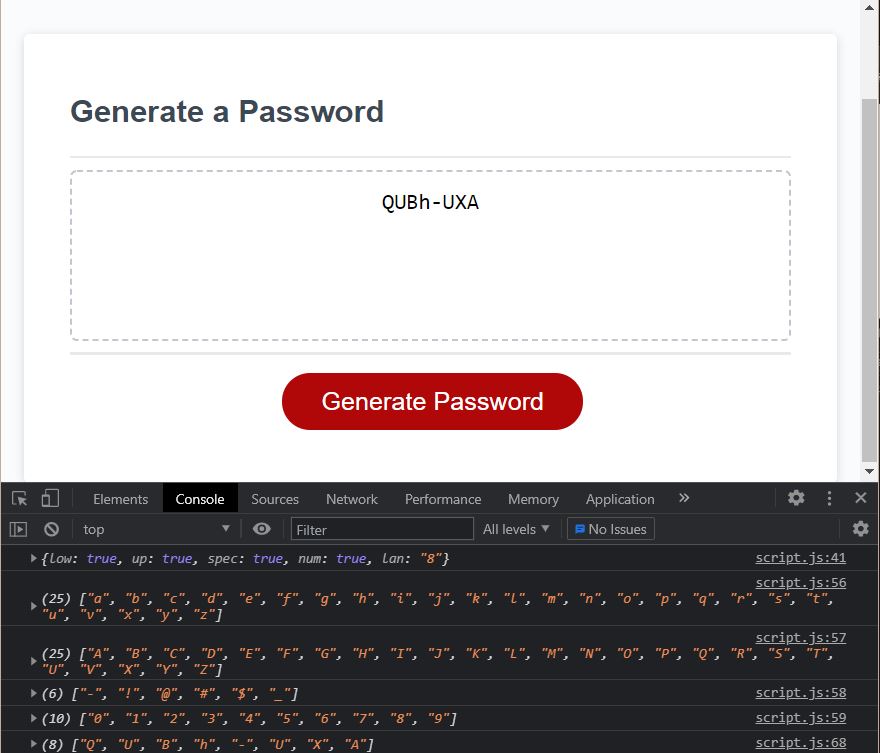 Generate a Password
QUBh-UXA
Generate Password
Elements Console Sources Network Performance Memory Application »
top Filter All levels No Issues
{low: true, up: true, spec: true, num: true, lan: "8"} script.js:41
script.js:56
(25) ["a", "b", "c", "d", "e", "f", "g", "h", "i", "j", "k", "l", "m", "n", "o", "p", "q", "r", "s", "t",
"u", "v", "x", "y", "z"]
script.js:57
(25) ["A", "B", "C", "D", "E", "F", "G", "H", "I", "J", "K", "L", "M", "N", "O", "P", "Q", "R", "S", "T",
"U", "V", "X", "Y", "Z"]
(6) ["-", "!", "@", "#", "$", "_"] script.js:58
(10) ["0", "1", "2", "3", "4", "5", "6", "7", "8", "9"] script.js:59
(8) ["Q", "U", "B", "h", "-", "U", "X", "A"] script.js:68